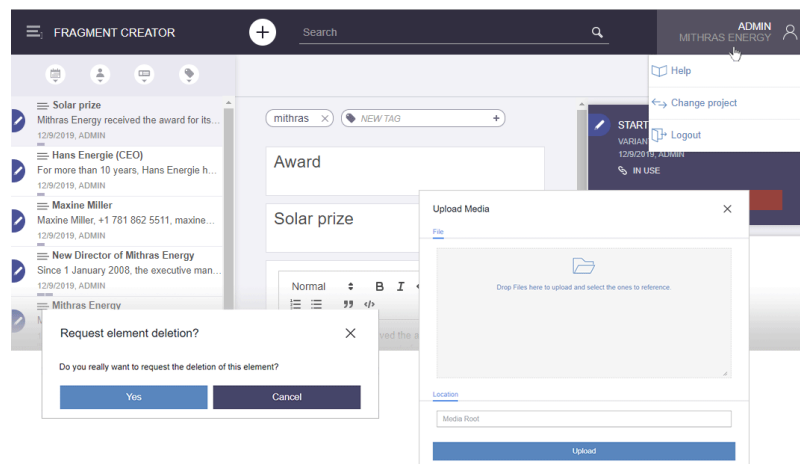 FRAGMENT CREATOR
Search
ADMIN
MITHRAS ENERGY
Help
Change project
Logout
Solar prize
Mithras Energy received the award for its…
12/9/2019, ADMIN
Hans Energie (CEO)
For more than 10 years, Hans Energie h…
12/9/2019, ADMIN
Maxine Miller
Maxine Miller, +1 781 862 5511, maxine…
12/9/2019, ADMIN
New Director of Mithras Energy
Since 1 January 2008, the executive man…
12/9/2019, ADMIN
Mithras Energy
mithras
NEW TAG
+
Award
Solar prize
Normal
B I
ved the a
START
VARIAN
12/9/2019, ADMIN
IN USE
Request element deletion?
Do you really want to request the deletion of this element?
Yes
Cancel
Upload Media
File
Drop Files here to upload and select the ones to reference.
Location
Media Root
Upload